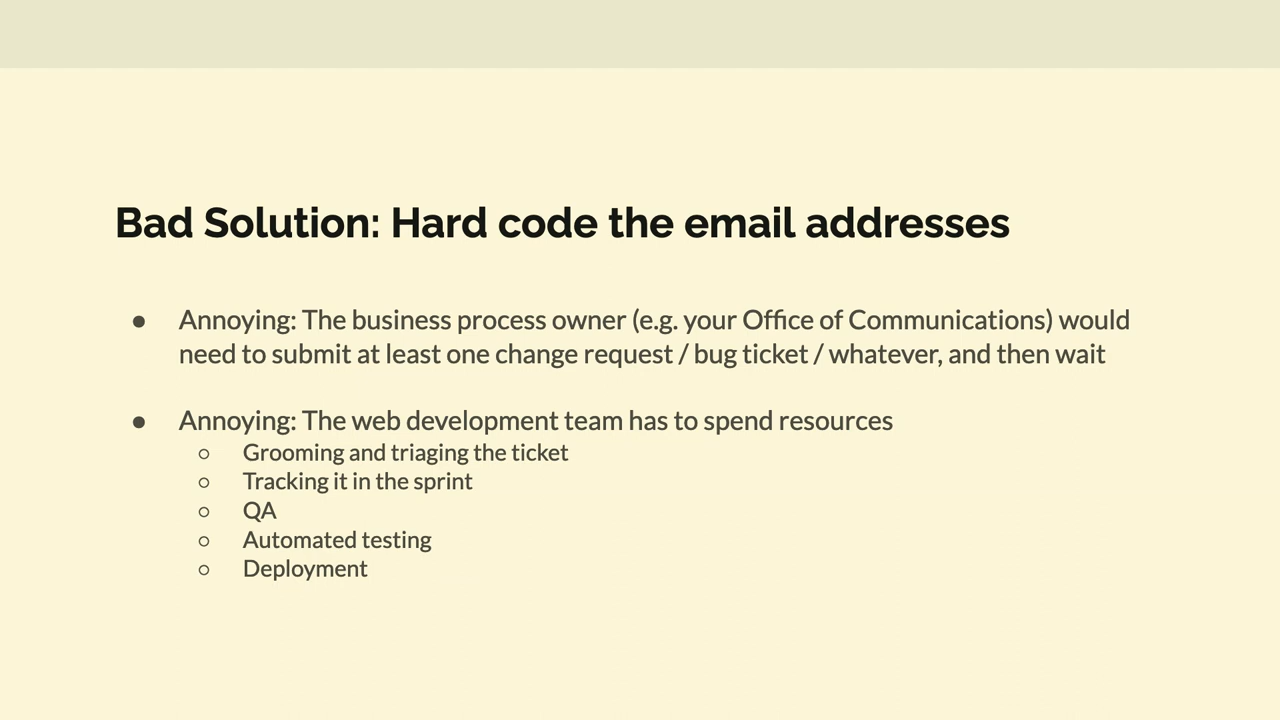 Bad Solution: Hard code the email addresses
● Annoying: The business process owner (e.g. your Office of Communications) would
need to submit at least one change request / bug ticket / whatever, and then wait
● Annoying: The web development team has to spend resources
○ Grooming and triaging the ticket
○ Tracking it in the sprint
○ QA
○ Automated testing
○ Deployment